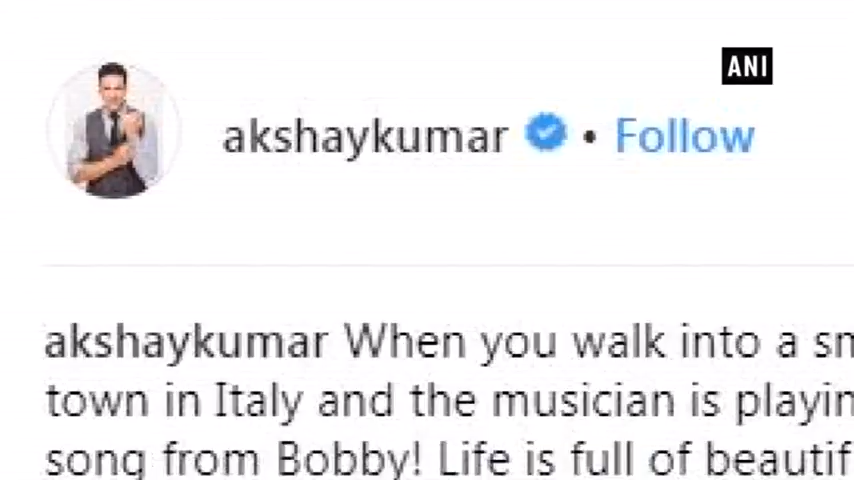 ANI
akshaykumar • Follow
akshaykumar When you walk into a
town in Italy and the musician is
song from Bobby! Life is full of